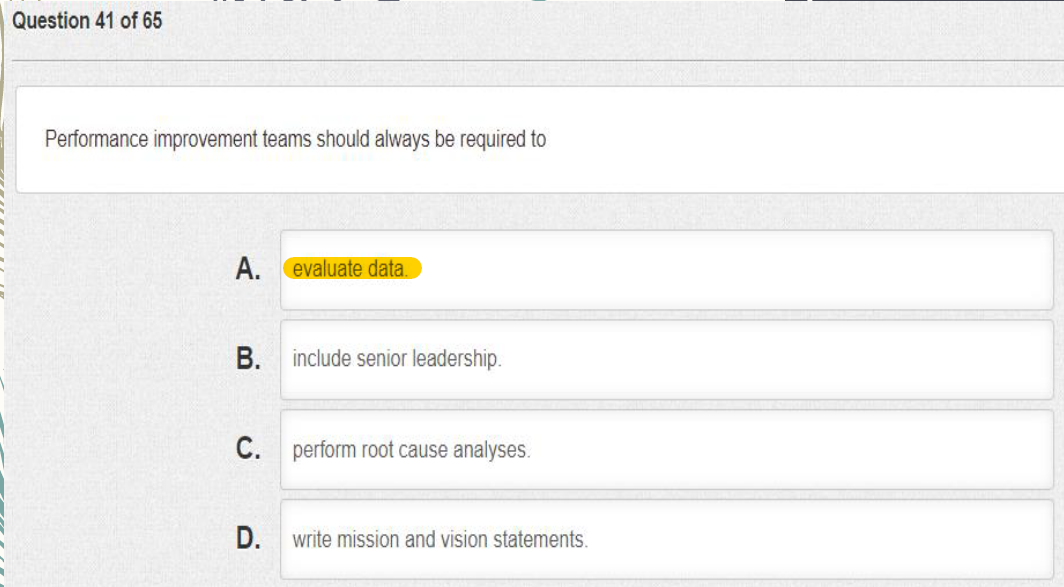 Question 41 of 65
Performance improvement teams should always be required to
A. evaluate data.
B. include senior leadership.
C. perform root cause analyses.
D. write mission and vision statements.